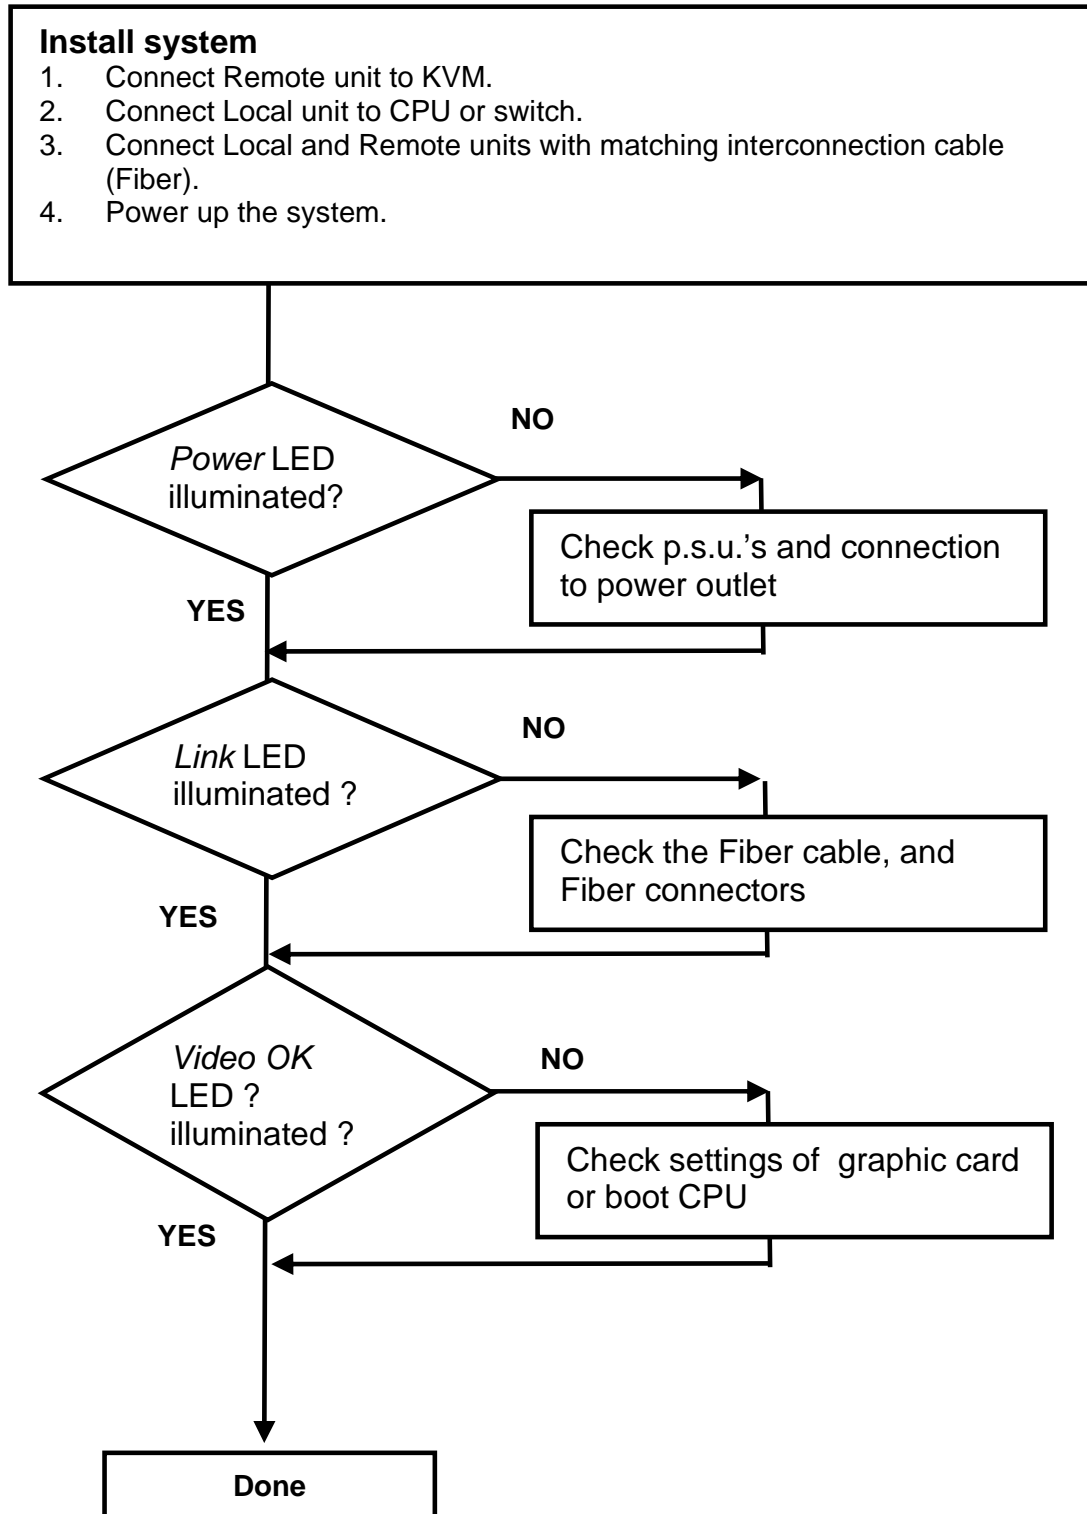 Install system
1. Connect Remote unit to KVM.
2. Connect Local unit to CPU or switch.
3. Connect Local and Remote units with matching interconnection cable
(Fiber).
4. Power up the system.
NO
Power LED
illuminated?
Check p.s.u.’s and connection
to power outlet
YES
NO
Link LED
illuminated ?
Check the Fiber cable, and
Fiber connectors
YES
NO
Video OK
LED ?
illuminated ?
Check settings of  graphic card
or boot CPU
YES
Done